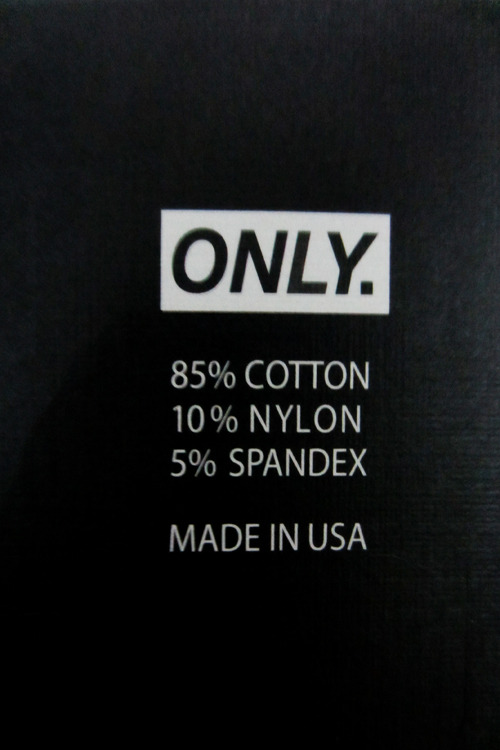 ONLY.
85% COTTON
10% NYLON
5% SPANDEX
MADE IN USA